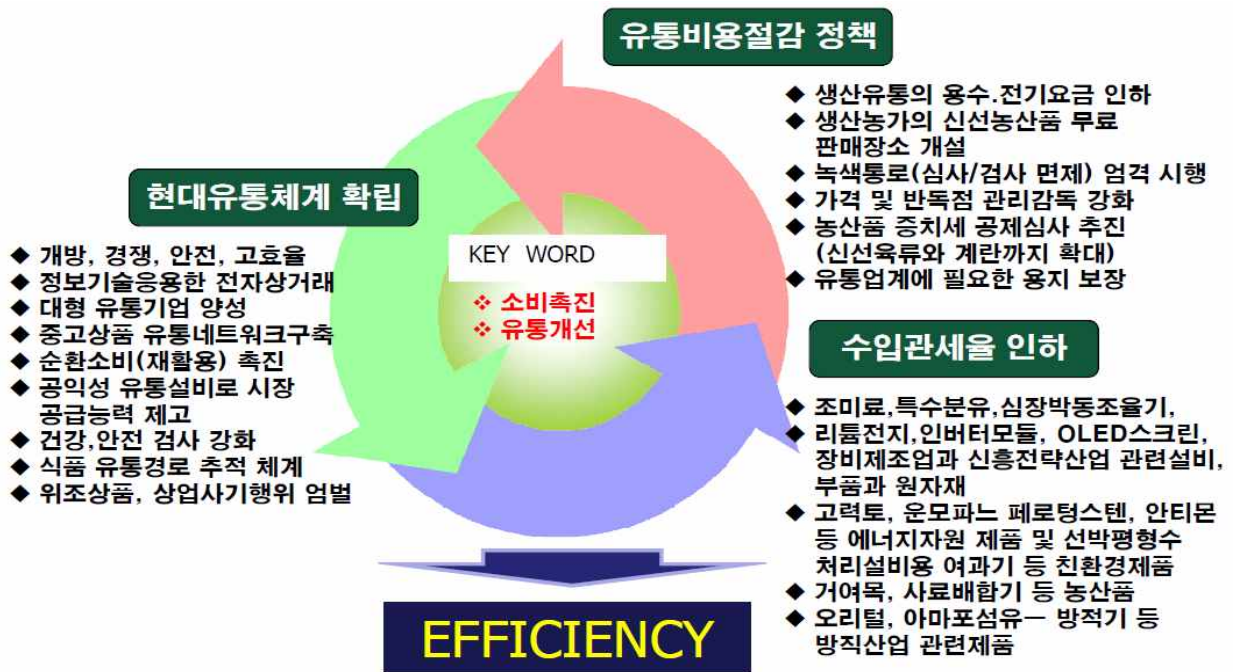 유통비용절감 정책
◆ 생산유통의 용수.전기요금 인하
◆ 생산농가의 신선농산품 무료
판매장소 개설
◆ 녹색통로(심사/검사 면제) 엄격 시행
◆ 가격 및 반독점 관리감독 강화
◆ 농산품 증치세 공제심사 추진
(신선육류와 계란까지 확대)
◆ 유통업계에 필요한 용지 보장
현대유통체계 확립
◆ 개방, 경쟁, 안전, 고효율
◆ 정보기술응용한 전자상거래
◆ 대형 유통기업 양성
◆ 중고상품 유통네트워크구축
◆ 순환소비(재활용) 촉진
◆ 공익성 유통설비로 시장
공급능력 제고
◆ 건강,안전 검사 강화
◆ 식품 유통경로 추적 체계
◆ 위조상품, 상업사기행위 엄벌
KEY WORD
❖ 소비촉진
❖ 유통개선
수입관세율 인하
◆ 조미료,특수분유,심장박동조율기,
◆ 리튬전지,인버터모듈, OLED스크린,
장비제조업과 신흥전략산업 관련설비,
부품과 원자재
◆ 고력토, 운모파느 페로텅스텐, 안티몬
등 에너지자원 제품 및 선박평형수
처리설비용 여과기 등 친환경제품
◆ 거여목, 사료배합기 등 농산품
◆ 오리털, 아마포섬유ㅡ 방적기 등
방직산업 관련제품
EFFICIENCY